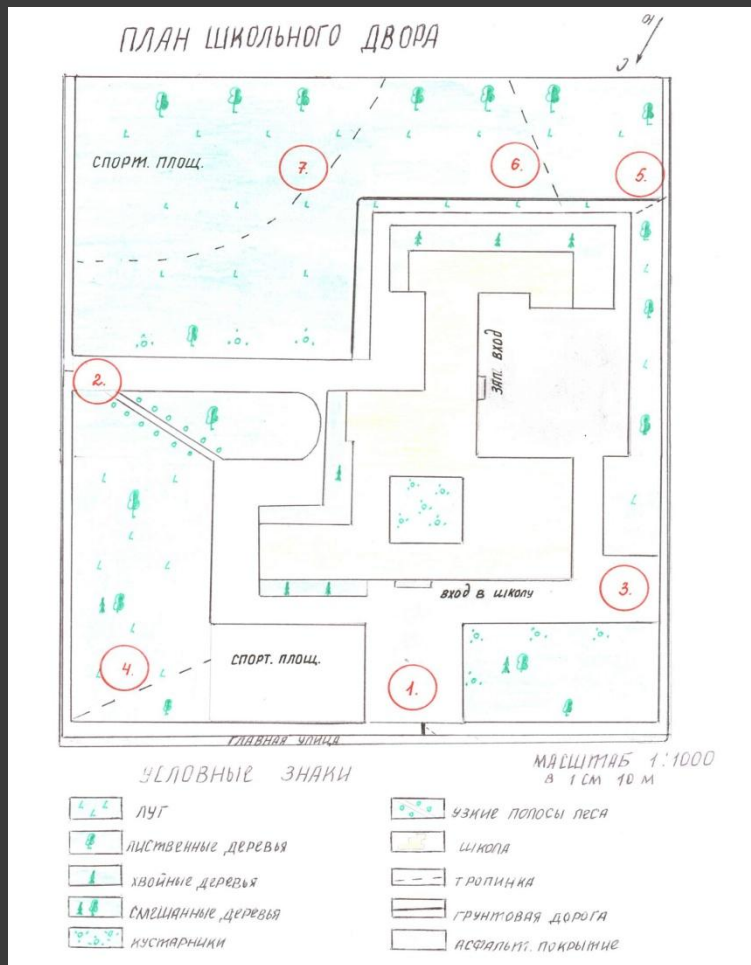 ПЛАН ШКОЛЬНОГО ДВОРА
Ю
С
СПОРТ. ПЛОЩ.
7.
6.
5.
2.
ЗАП. ВХОД
ВХОД В ШКОЛУ
3.
4.
СПОРТ. ПЛОЩ.
1.
ГЛАВНАЯ УЛИЦА
УСЛОВНЫЕ ЗНАКИ
МАСШТАБ 1:1000
В 1 СМ 10 М
ЛУГ
ЛИСТВЕННЫЕ ДЕРЕВЬЯ
ХВОЙНЫЕ ДЕРЕВЬЯ
СМЕШАННЫЕ ДЕРЕВЬЯ
КУСТАРНИКИ
УЗКИЕ ПОЛОСЫ ЛЕСА
ШКОЛА
ТРОПИНКА
ГРУНТОВАЯ ДОРОГА
АСФАЛЬТ. ПОКРЫТИЕ